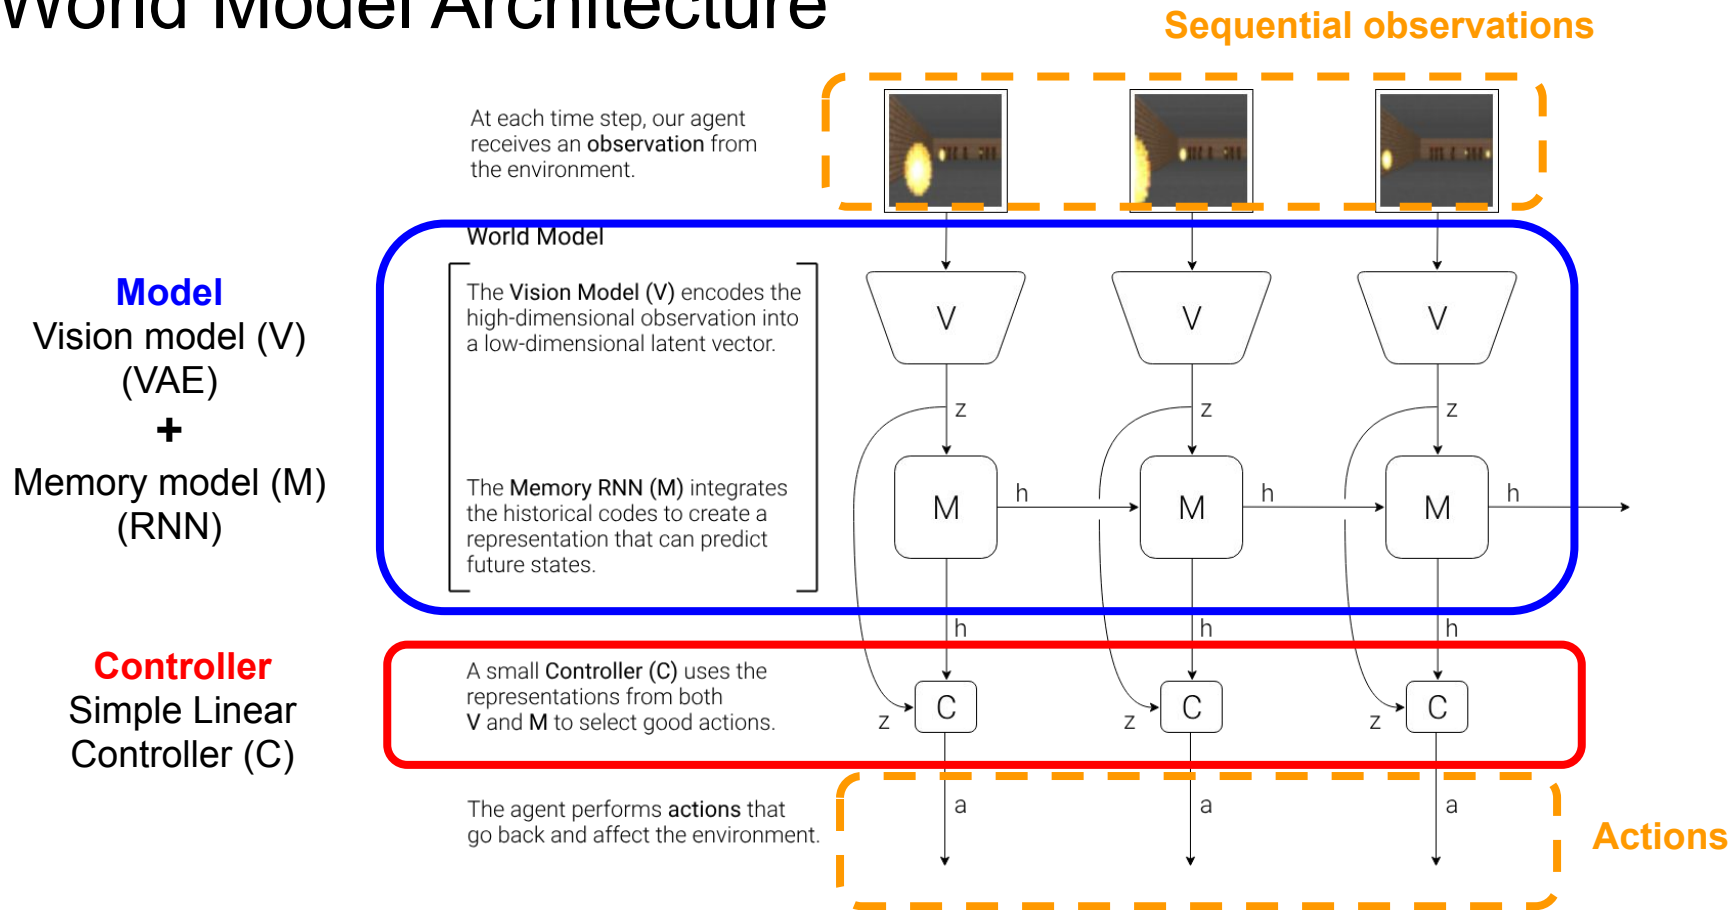 World Model Architecture
Sequential observations
At each time step, our agent
receives an observation from
the environment.
World Model
Model
Vision model (V)
(VAE)
+
Memory model (M)
(RNN)
The Vision Model (V) encodes the
high-dimensional observation into
a low-dimensional latent vector.
V
V
V
z
z
z
The Memory RNN (M) integrates
the historical codes to create a
representation that can predict
future states.
M
h
M
h
M
h
h
h
h
Controller
Simple Linear
Controller (C)
A small Controller (C) uses the
representations from both
V and M to select good actions.
z
C
z
C
z
C
The agent performs actions that
go back and affect the environment.
a
a
a
Actions